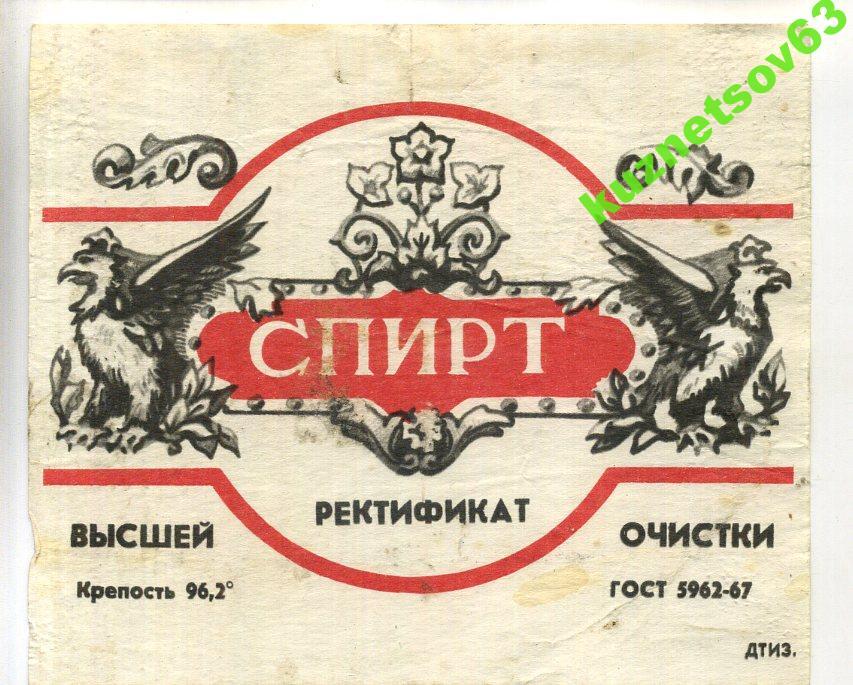 kuznetsov63
СПИРТ
РЕКТИФИКАТ
ВЫСШЕЙ ОЧИСТКИ
Крепость 96,2° ГОСТ 5962-67
ДТИЗ.